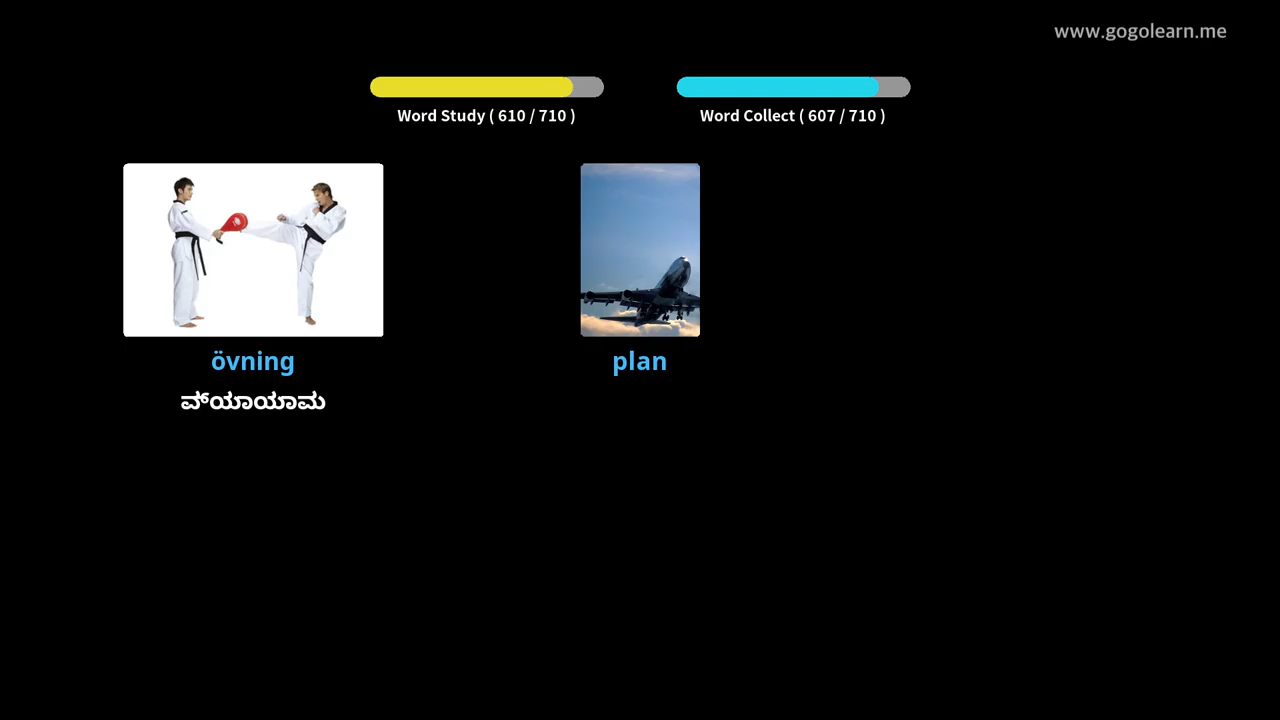 www.gogolearn.me
Word Study ( 610 / 710 )
Word Collect ( 607 / 710 )
övning
plan
ವ್ಯಾಯಾಮ